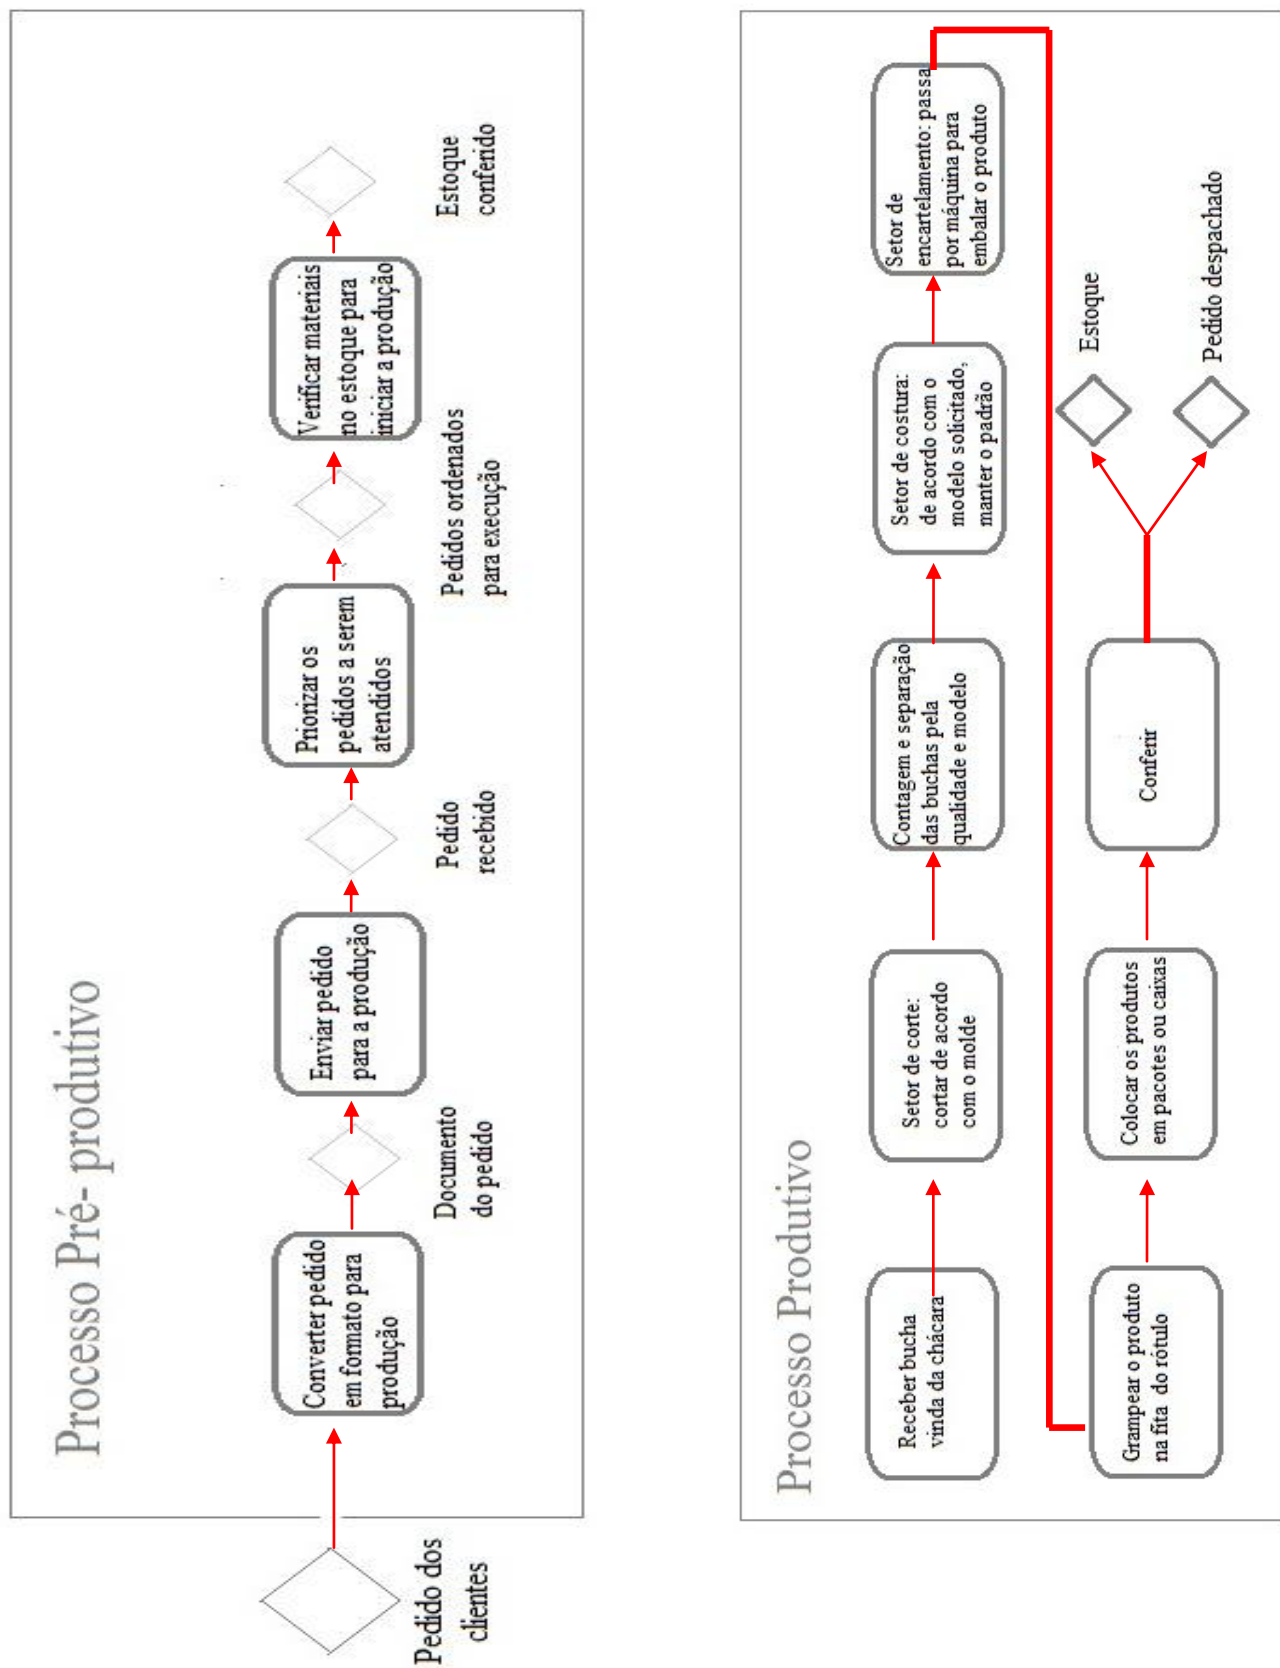 Processo Pré- produtivo
Pedido dos
clientes
Converter pedido
em formato para
produção
Documento
do pedido
Enviar pedido
para a produção
Pedido
recebido
Priorizar os
pedidos a serem
atendidos
Pedidos ordenados
para execução
Verificar materiais
no estoque para
iniciar a produção
Estoque
conferido
Processo Produtivo
Receber bucha
vinda da chácara
Setor de corte:
cortar de acordo
com o molde
Contagem e separação
das buchas pela
qualidade e modelo
Setor de costura:
de acordo com o
modelo solicitado,
manter o padrão
Setor de
encartelamento: passa
por máquina para
embalar o produto
Grampear o produto
na fita do rótulo
Colocar os produtos
em pacotes ou caixas
Conferir
Estoque
Pedido despachado